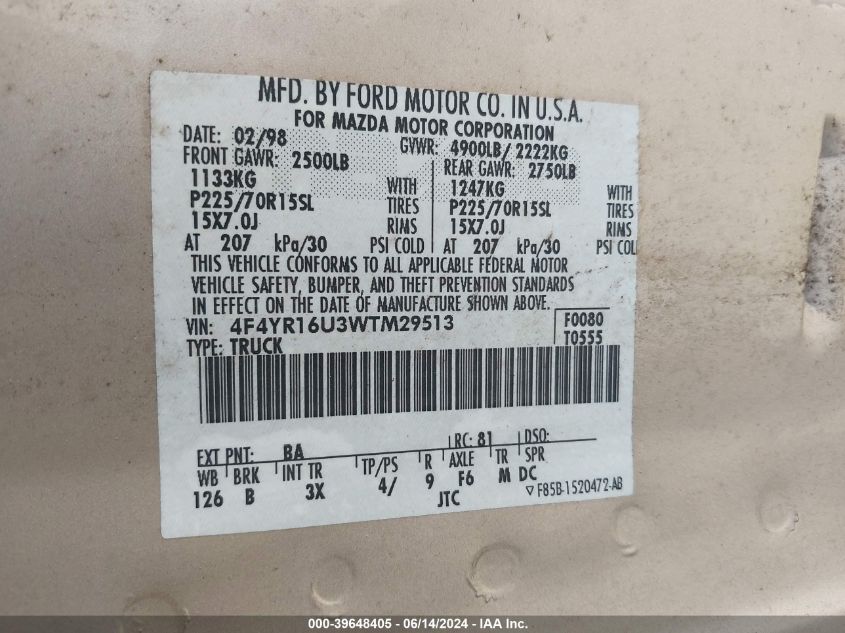 MFD. BY FORD MOTOR CO. IN U.S.A.
FOR MAZDA MOTOR CORPORATION
DATE: 02/98 GVWR: 4900LB/ 2222KG
FRONT GAWR: 2500LB REAR GAWR: 2750LB
1133KG WITH 1247KG WITH
P225/70R15SL TIRES P225/70R15SL TIRES
15X7.0J RIMS 15X7.0J RIMS
AT 207 kPa/30 PSI COLD AT 207 kPa/30 PSI COL
THIS VEHICLE CONFORMS TO ALL APPLICABLE FEDERAL MOTOR
VEHICLE SAFETY, BUMPER, AND THEFT PREVENTION STANDARDS
IN EFFECT ON THE DATE OF MANUFACTURE SHOWN ABOVE.
VIN: 4F4YR16U3WTM29513 F0080
TYPE: TRUCK T0555
EXT PNT: BA RC: 81 DSO:
WB BRK INT TR TP/PS R AXLE TR SPR
126 B 3X 4/ 9 F6 M DC
JTC ▽F85B-1520472-AB
000-39648405 - 06/14/2024 - IAA Inc.